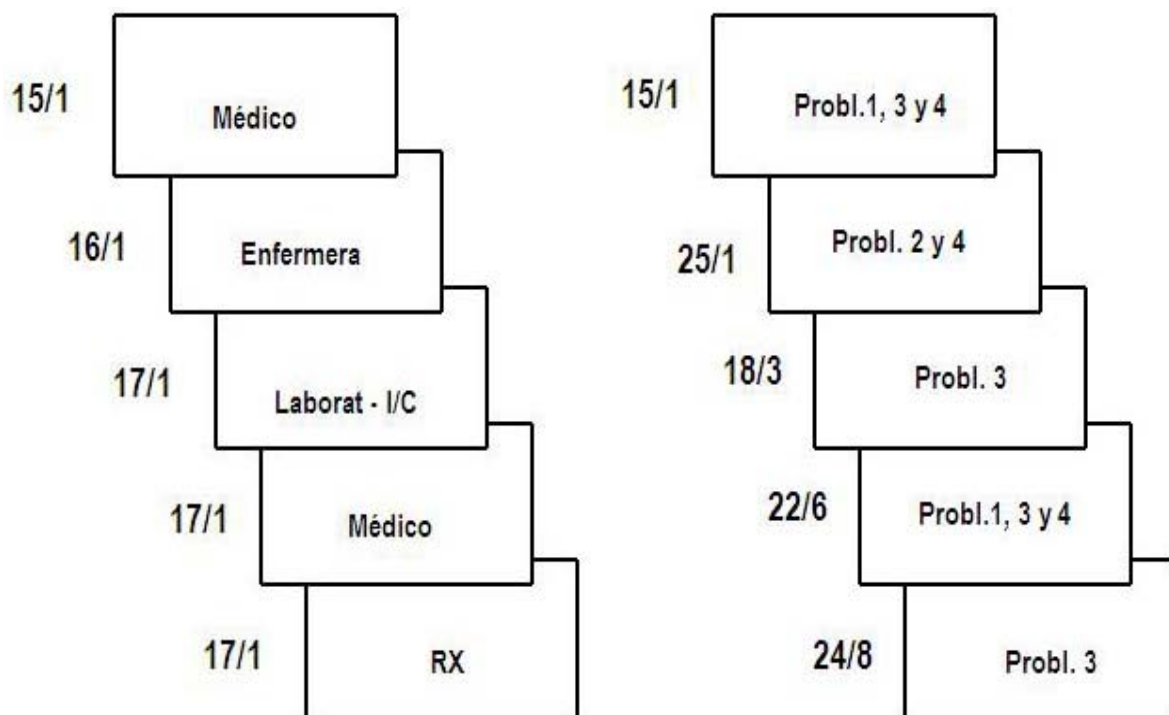 15/1
Médico
16/1
Enfermera
17/1
Laborat - I/C
17/1
Médico
17/1
RX
15/1
Probl.1, 3 y 4
25/1
Probl. 2 y 4
18/3
Probl. 3
22/6
Probl.1, 3 y 4
24/8
Probl. 3